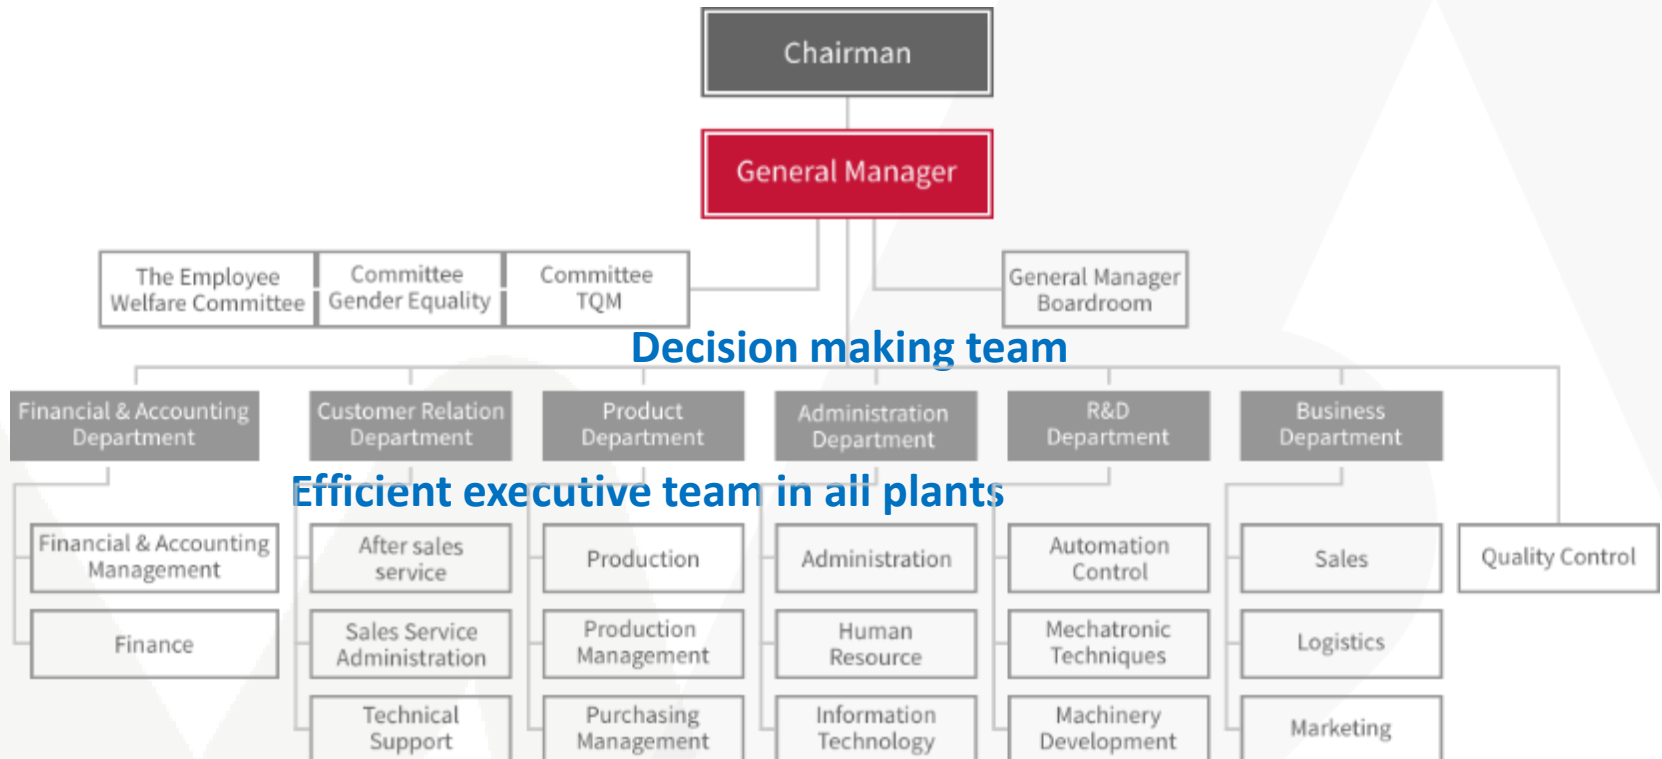 Chairman
General Manager
The Employee
Welfare Committee
Committee
Gender Equality
Committee
TQM
General Manager
Boardroom
Decision making team
Financial & Accounting
Department
Customer Relation
Department
Product
Department
Administration
Department
R&D
Department
Business
Department
Efficient executive team in all plants
Financial & Accounting
Management
After sales
service
Production
Administration
Automation
Control
Sales
Quality Control
Finance
Sales Service
Administration
Production
Management
Human
Resource
Mechatronic
Techniques
Logistics
Technical
Support
Purchasing
Management
Information
Technology
Machinery
Development
Marketing